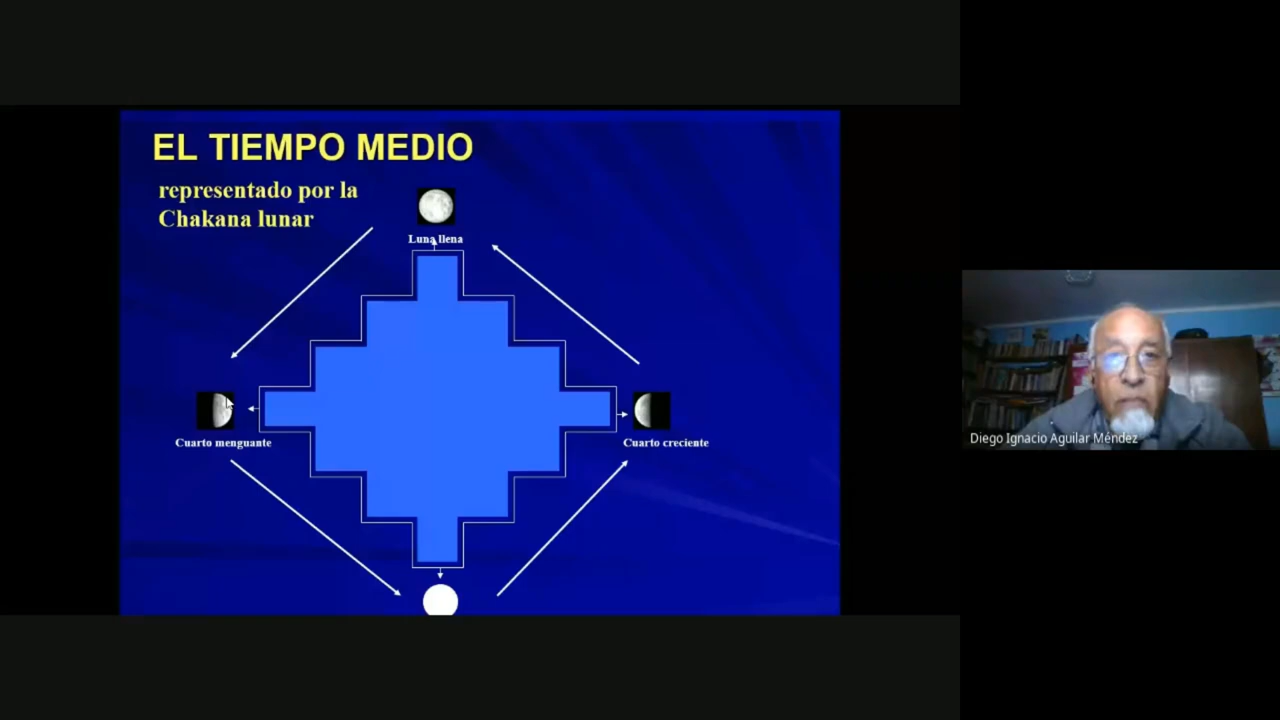 EL TIEMPO MEDIO
representado por la
Chakana lunar
Luna llena
Cuarto menguante
Cuarto creciente
Diego Ignacio Aguilar Méndez